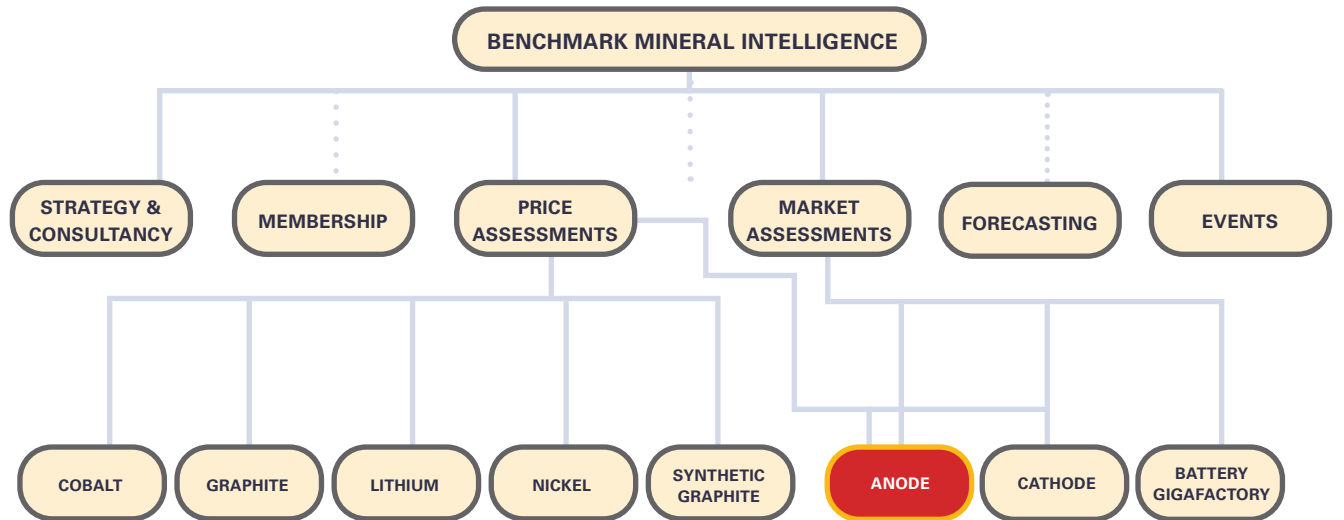 BENCHMARK MINERAL INTELLIGENCE
STRATEGY &
CONSULTANCY
MEMBERSHIP
PRICE
ASSESSMENTS
MARKET
ASSESSMENTS
FORECASTING
EVENTS
COBALT
GRAPHITE
LITHIUM
NICKEL
SYNTHETIC
GRAPHITE
ANODE
CATHODE
BATTERY
GIGAFACTORY